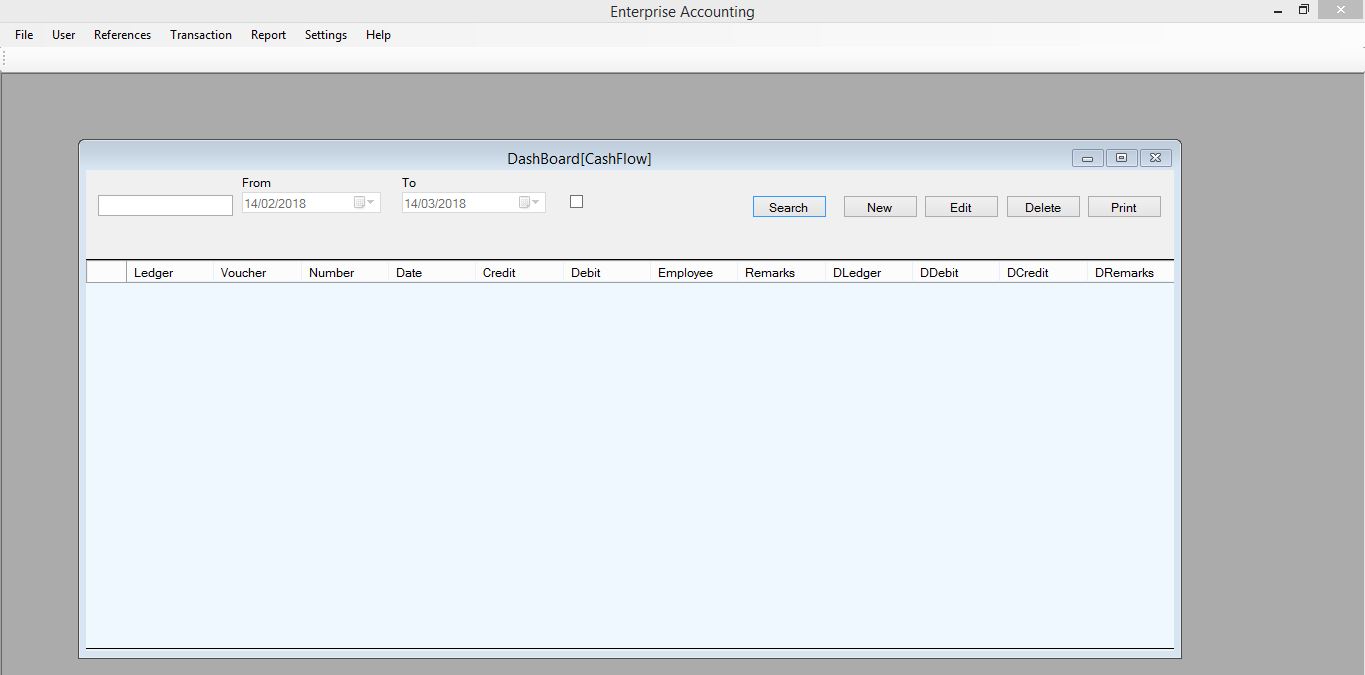 Enterprise Accounting
File User References Transaction Report Settings Help
DashBoard[CashFlow]
From To
14/02/2018 14/03/2018
Search New Edit Delete Print
Ledger Voucher Number Date Credit Debit Employee Remarks DLedger DDebit DCredit DRemarks